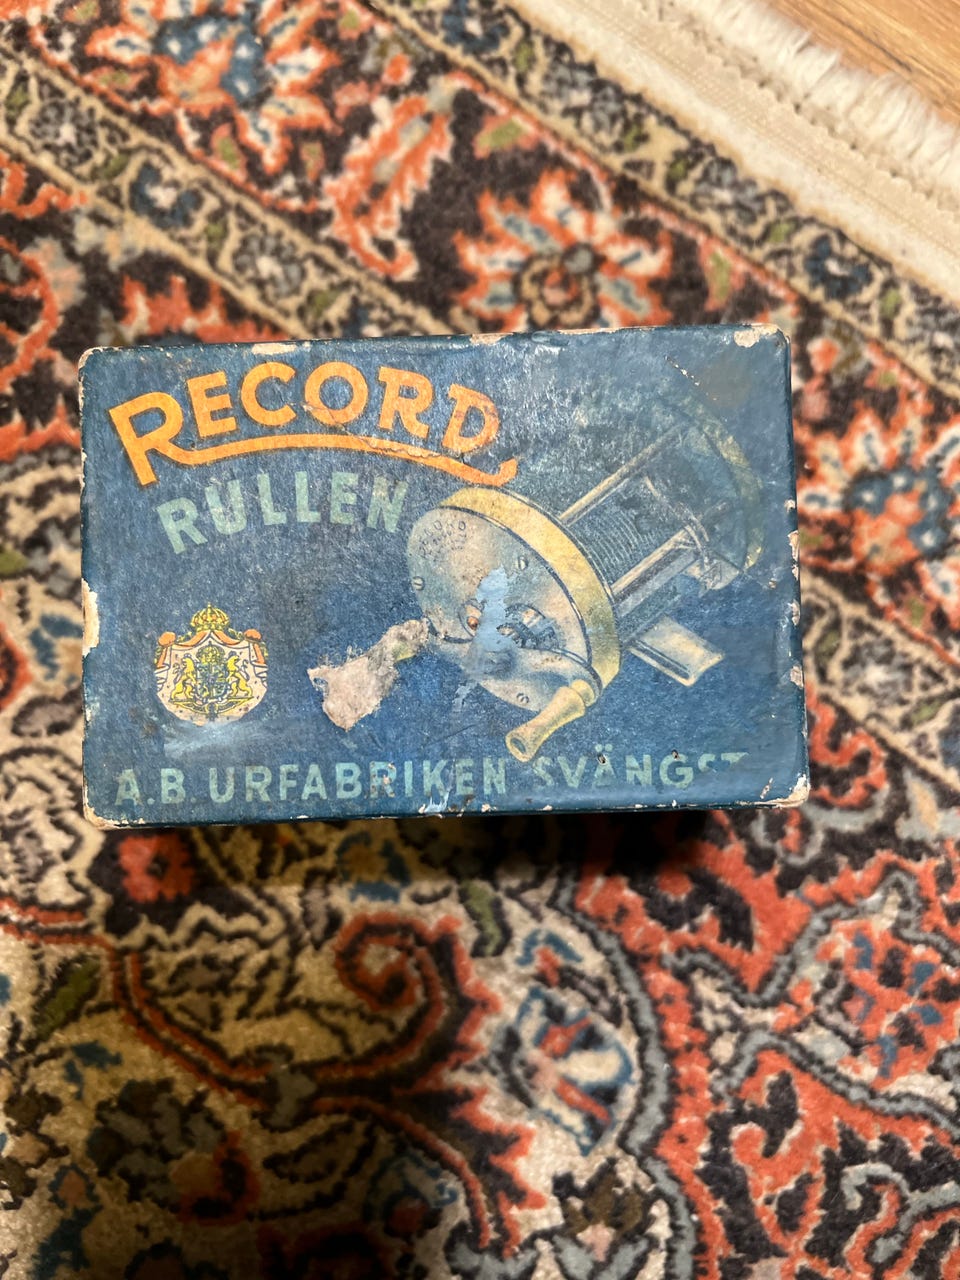 RECORD
RULLEN
A.B. URFABRIKEN SVÄNGST